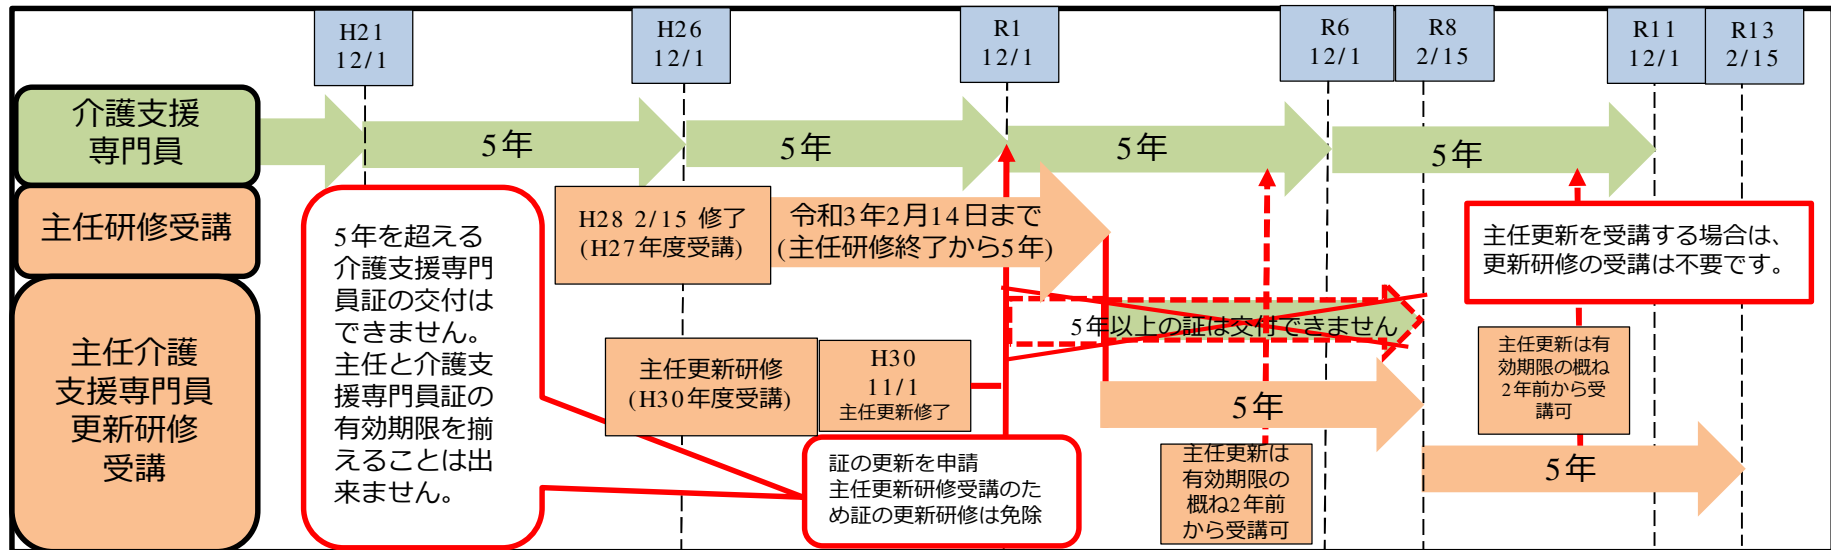 H21
12/1
H26
12/1
R1
12/1
R6
12/1
R8
2/15
R11
12/1
R13
2/15
介護支援
専門員
5年
5年
5年
5年
主任研修受講
H28 2/15 修了
(H27年度受講)
令和3年2月14日まで
(主任研修終了から5年)
主任更新を受講する場合は、
更新研修の受講は不要です。
5年を超える
介護支援専門
員証の交付は
できません。
主任と介護支
援専門員証の
有効期限を揃
えることは出
来ません。
5年以上の証は交付できません
主任介護
支援専門員
更新研修
受講
主任更新研修
(H30年度受講)
H30
11/1
主任更新修了
5年
主任更新は有
効期限の概ね
2年前から受
講可
証の更新を申請
主任更新研修受講のた
め証の更新研修は免除
主任更新は
有効期限の
概ね2年前
から受講可
5年